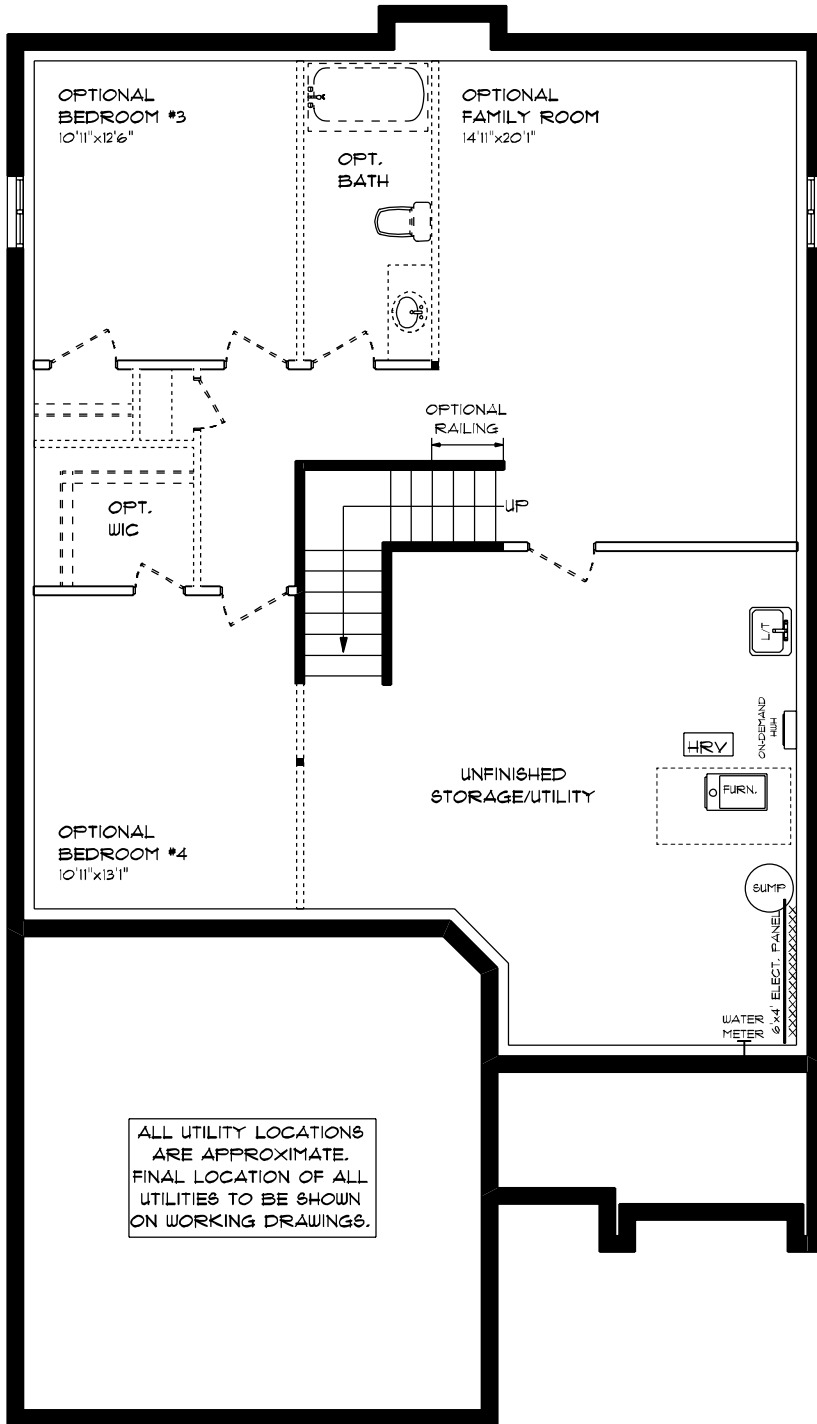 OPTIONAL
BEDROOM #3
10'11"x12'6"
OPT.
BATH
OPTIONAL
FAMILY ROOM
14'11"x20'1"
OPTIONAL
RAILING
UP
OPT.
WIC
L/T
ON-DEMAND
HWH
HRV
FURN.
UNFINISHED
STORAGE/UTILITY
OPTIONAL
BEDROOM #4
10'11"x13'1"
SUMP
6'x4' ELECT. PANEL
WATER
METER
ALL UTILITY LOCATIONS
ARE APPROXIMATE.
FINAL LOCATION OF ALL
UTILITIES TO BE SHOWN
ON WORKING DRAWINGS.